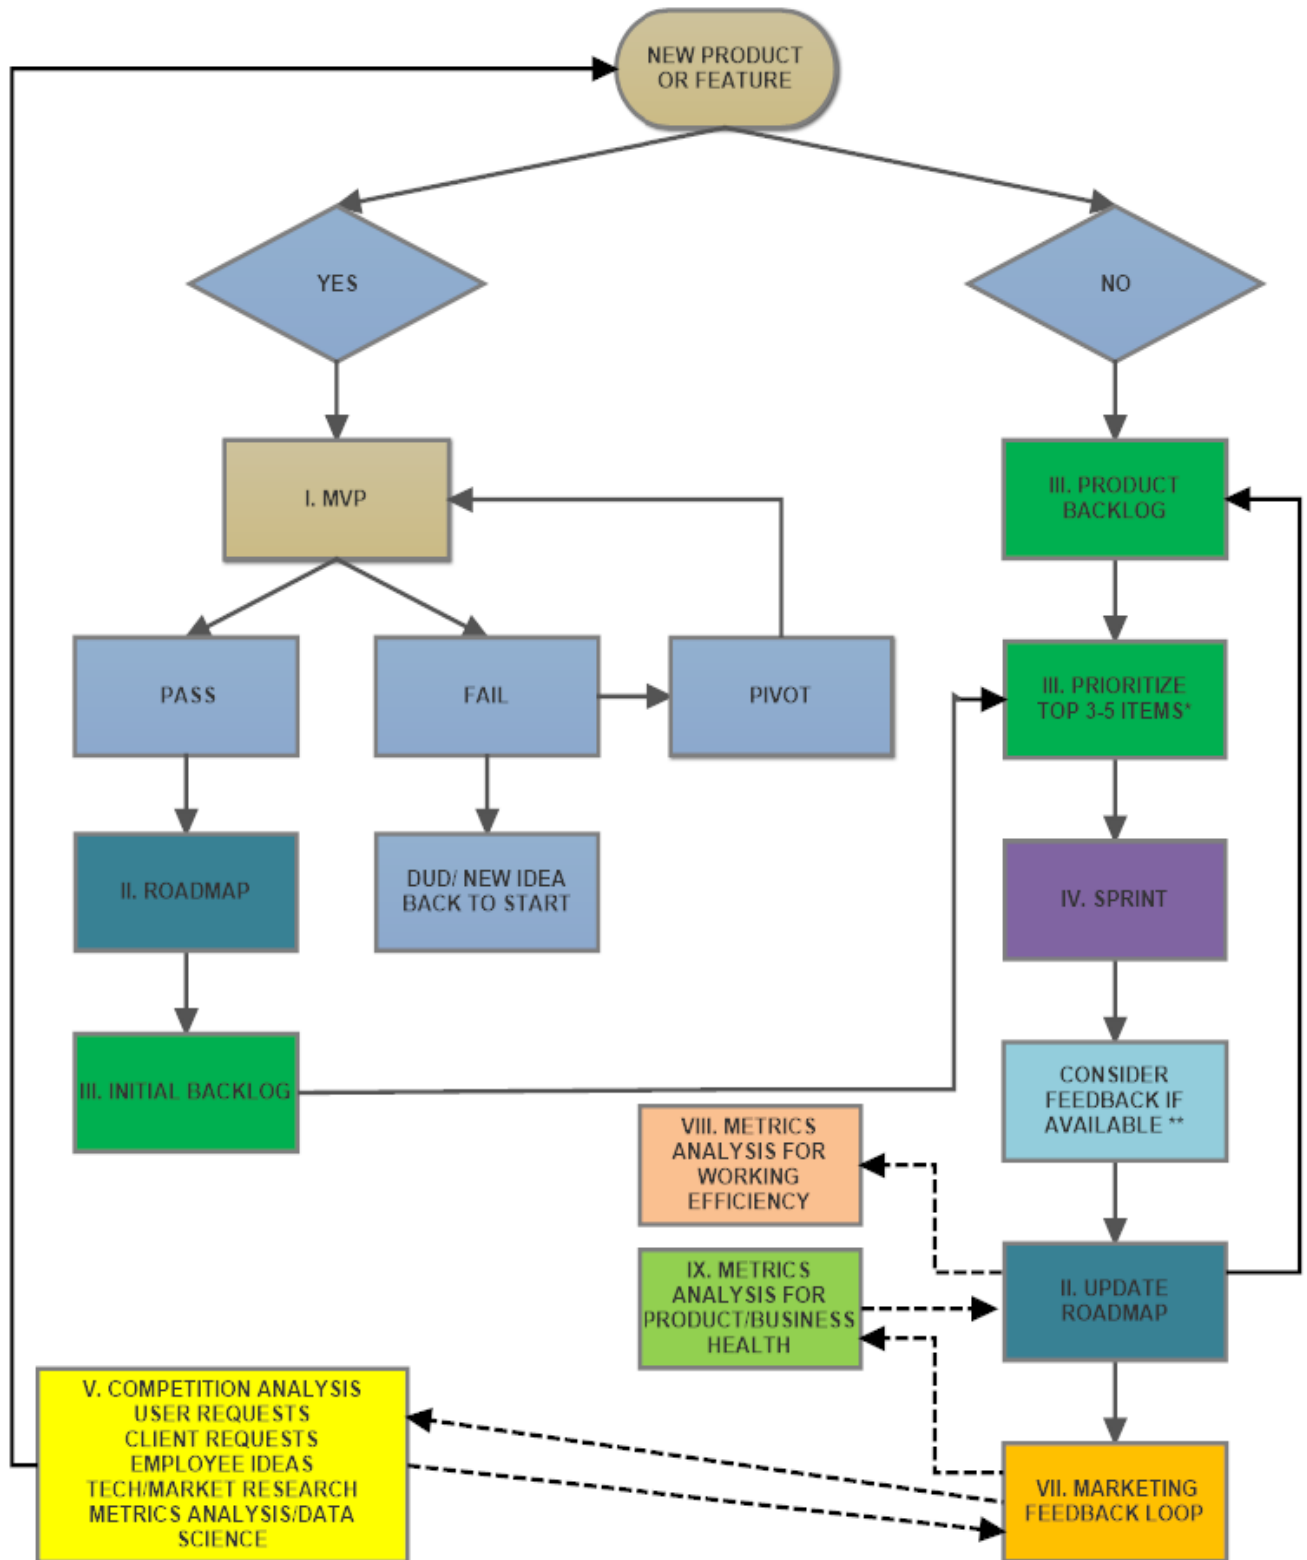 NEW PRODUCT
OR FEATURE
YES
NO
I. MVP
III. PRODUCT
BACKLOG
PASS
FAIL
PIVOT
III. PRIORITIZE
TOP 3-5 ITEMS*
II. ROADMAP
DUD/ NEW IDEA
BACK TO START
IV. SPRINT
III. INITIAL BACKLOG
CONSIDER
FEEDBACK IF
AVAILABLE **
VIII. METRICS
ANALYSIS FOR
WORKING
EFFICIENCY
IX. METRICS
ANALYSIS FOR
PRODUCT/BUSINESS
HEALTH
II. UPDATE
ROADMAP
V. COMPETITION ANALYSIS
USER REQUESTS
CLIENT REQUESTS
EMPLOYEE IDEAS
TECH/MARKET RESEARCH
METRICS ANALYSIS/DATA
SCIENCE
VII. MARKETING
FEEDBACK LOOP